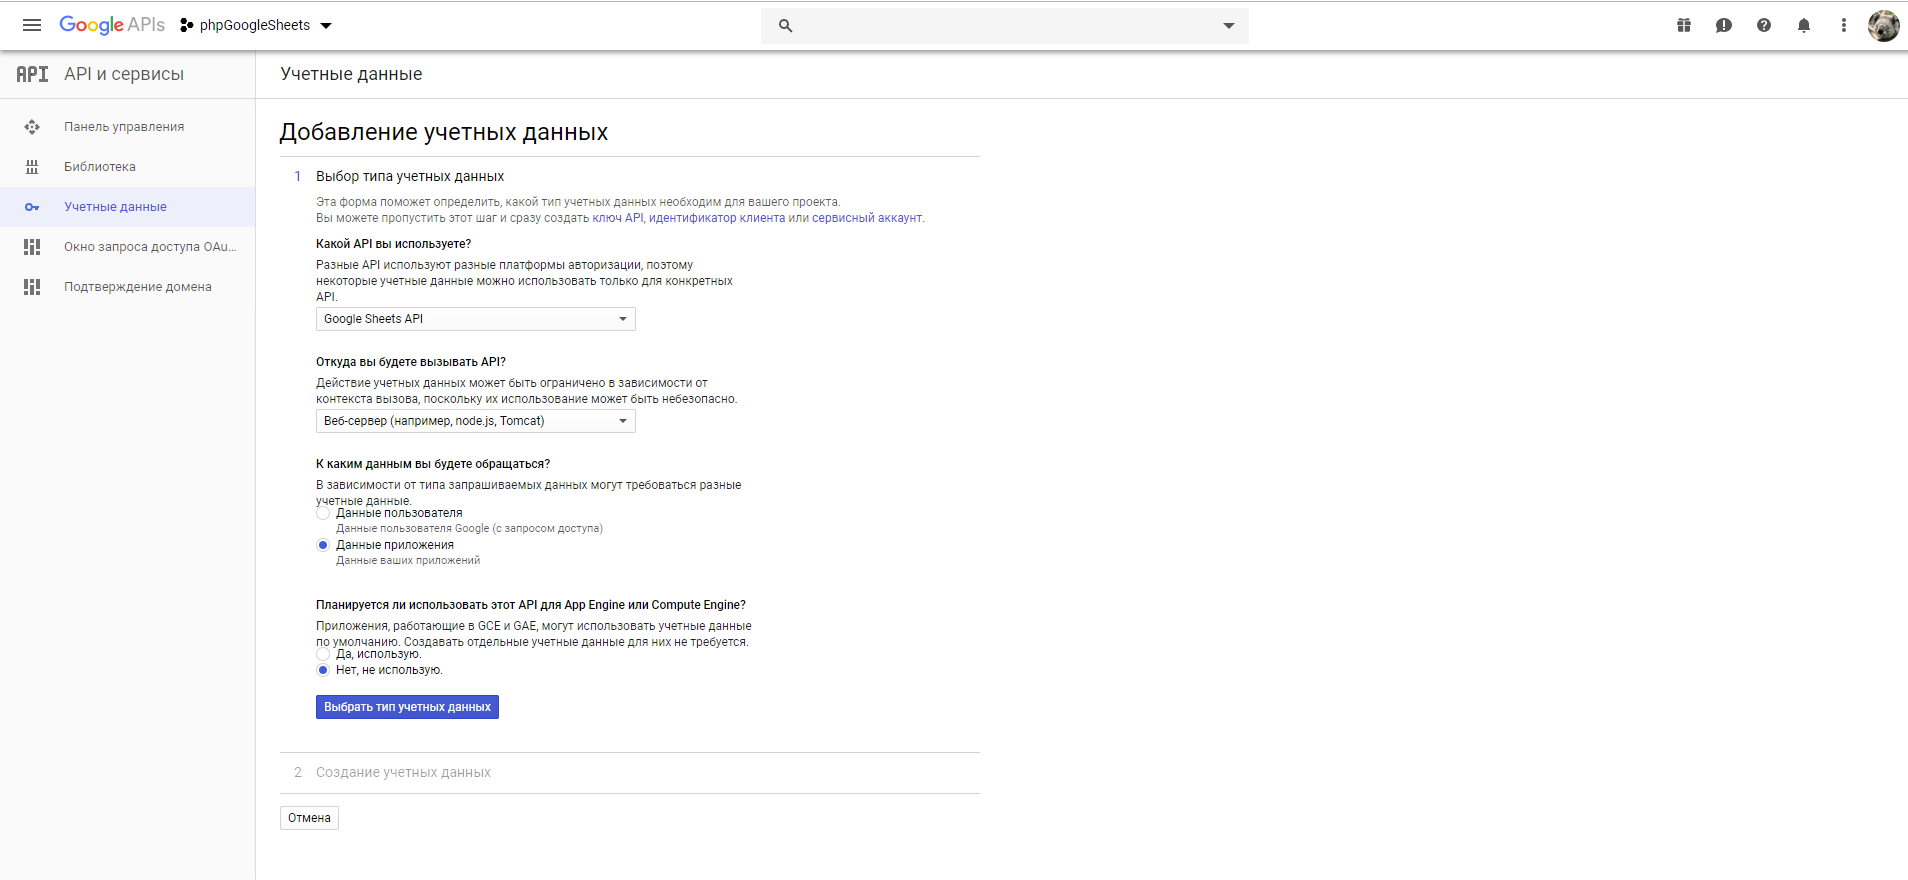 Google APIs
phpGoogleSheets
API
API и сервисы
Учетные данные
Панель управления
Библиотека
Учетные данные
Окно запроса доступа OAu...
Подтверждение домена
Добавление учетных данных
1 Выбор типа учетных данных
Эта форма поможет определить, какой тип учетных данных необходим для вашего проекта.
Вы можете пропустить этот шаг и сразу создать ключ API, идентификатор клиента или сервисный аккаунт.
Какой API вы используете?
Разные API используют разные платформы авторизации, поэтому
некоторые учетные данные можно использовать только для конкретных
API.
Google Sheets API
Откуда вы будете вызывать API?
Действие учетных данных может быть ограничено в зависимости от
контекста вызова, поскольку их использование может быть небезопасно.
Веб-сервер (например, node.js, Tomcat)
К каким данным вы будете обращаться?
В зависимости от типа запрашиваемых данных могут требоваться разные
учетные данные.
Данные пользователя
Данные пользователя Google (с запросом доступа)
Данные приложения
Данные ваших приложений
Планируется ли использовать этот API для App Engine или Compute Engine?
Приложения, работающие в GCE и GAE, могут использовать учетные данные
по умолчанию. Создавать отдельные учетные данные для них не требуется.
Да, использую.
Нет, не использую.
Выбрать тип учетных данных
2 Создание учетных данных
Отмена